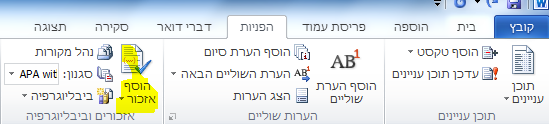 קובץ בית הוספה פריסת עמוד הפניות דברי דואר סקירה תצוגה
תוכן עניינים
הוסף טקסט
עדכן תוכן עניינים
תוכן עניינים
AB¹
הוסף הערת שוליים
הוסף הערת סיום
הערת השוליים הבאה
הצג הערות
הערות שוליים
הוסף אזכור
נהל מקורות
סגנון: APA wit
ביבליוגרפיה
אזכורים וביבליוגרפיה